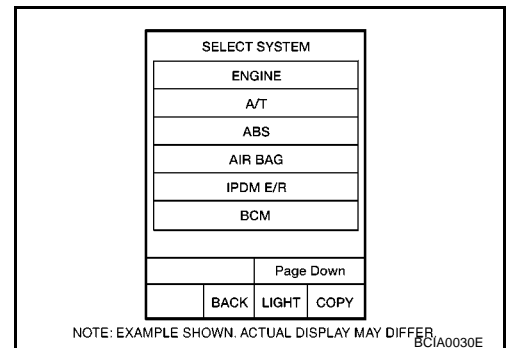 SELECT SYSTEM
ENGINE
A/T
ABS
AIR BAG
IPDM E/R
BCM
Page Down
BACK LIGHT COPY
NOTE: EXAMPLE SHOWN. ACTUAL DISPLAY MAY DIFFER.
BCIA0030E